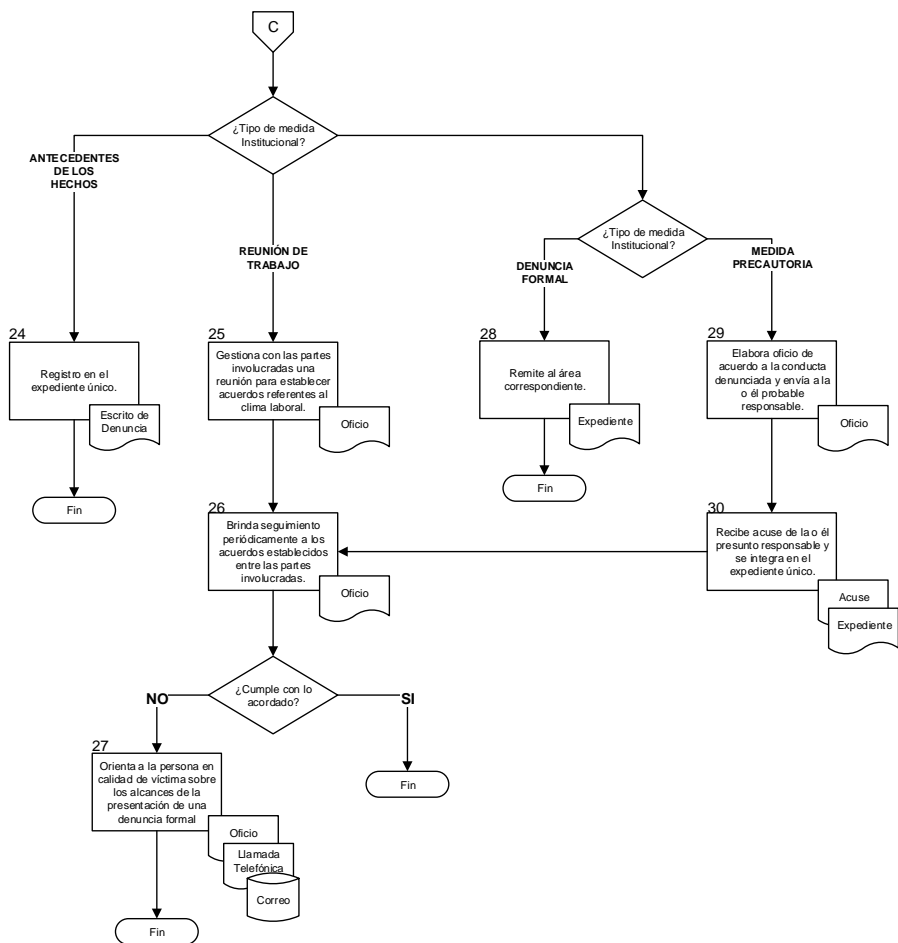 C
¿Tipo de medida
Institucional?
ANTECEDENTES
DE LOS
HECHOS
¿Tipo de medida
Institucional?
REUNIÓN DE
TRABAJO
DENUNCIA
FORMAL
MEDIDA
PRECAUTORIA
24
Registro en el
expediente único.
Escrito de
Denuncia
Fin
25
Gestiona con las partes
involucradas una
reunión para establecer
acuerdos referentes al
clima laboral.
Oficio
28
Remite al área
correspondiente.
Expediente
Fin
29
Elabora oficio de
acuerdo a la conducta
denunciada y envía a la
o él probable
responsable.
Oficio
26
Brinda seguimiento
periódicamente a los
acuerdos establecidos
entre las partes
involucradas.
Oficio
30
Recibe acuse de la o él
presunto responsable y
se integra en el
expediente único.
Acuse
Expediente
¿Cumple con lo
acordado?
NO
SI
27
Orienta a la persona en
calidad de víctima sobre
los alcances de la
presentación de una
denuncia formal
Oficio
Llamada
Telefónica
Correo
Fin
Fin